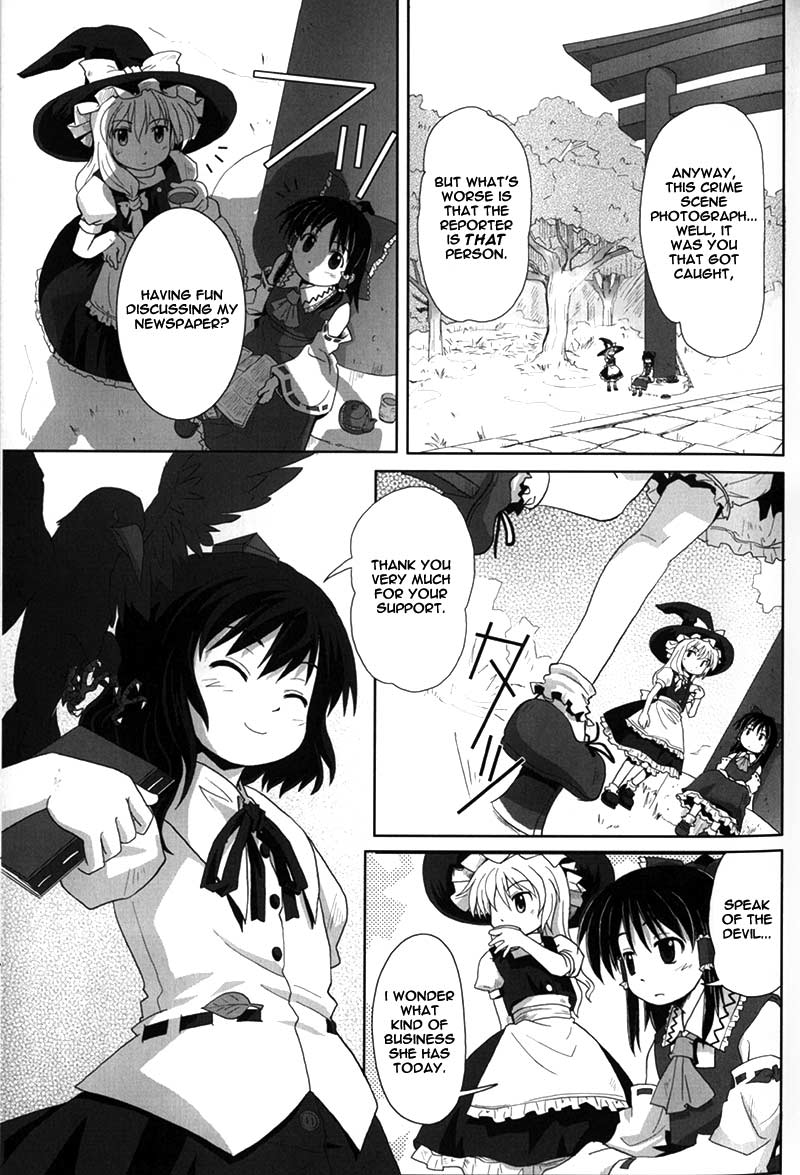 ANYWAY,
THIS CRIME
SCENE
PHOTOGRAPH...
WELL, IT
WAS YOU
THAT GOT
CAUGHT,
BUT WHAT'S
WORSE IS
THAT THE
REPORTER
IS THAT
PERSON.
HAVING FUN
DISCUSSING MY
NEWSPAPER?
THANK YOU
VERY MUCH
FOR YOUR
SUPPORT.
タッ
SPEAK
OF THE
DEVIL...
I WONDER
WHAT
KIND OF
BUSINESS
SHE HAS
TODAY.